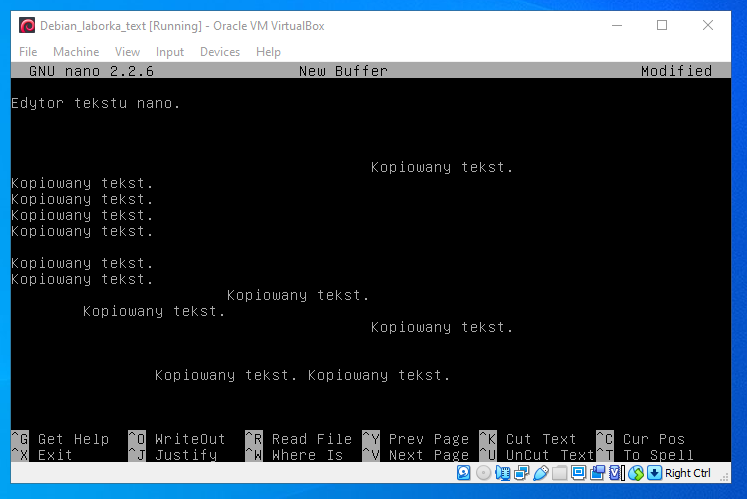 Debian_laborka_text [Running] - Oracle VM VirtualBox
File Machine View Input Devices Help
GNU nano 2.2.6 New Buffer Modified
Edytor tekstu nano.
Kopiowany tekst.
Kopiowany tekst.
Kopiowany tekst.
Kopiowany tekst.
Kopiowany tekst.
Kopiowany tekst.
Kopiowany tekst.
Kopiowany tekst.
Kopiowany tekst.
Kopiowany tekst.
Kopiowany tekst. Kopiowany tekst.
^G Get Help ^O WriteOut ^R Read File ^Y Prev Page ^K Cut Text ^C Cur Pos
^X Exit ^J Justify ^W Where Is ^V Next Page ^U UnCut Text ^T To Spell
Right Ctrl